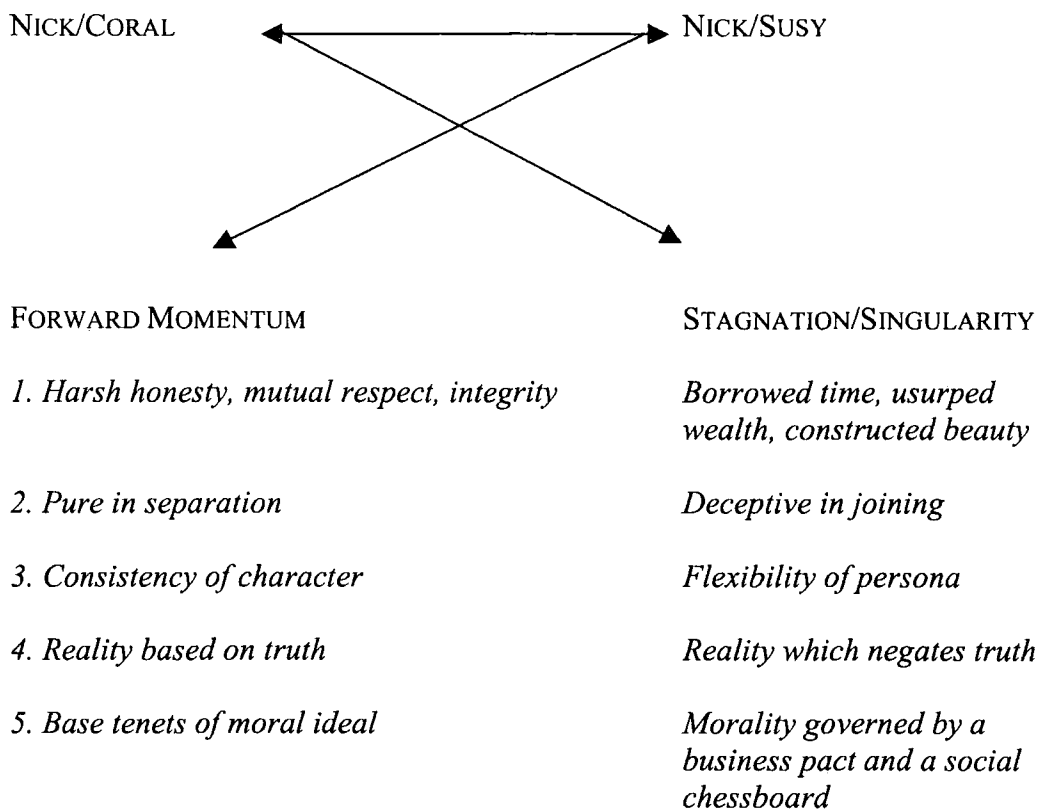 NICK/CORAL
NICK/SUSY
FORWARD MOMENTUM
STAGNATION/SINGULARITY
1. Harsh honesty, mutual respect, integrity
Borrowed time, usurped
wealth, constructed beauty
2. Pure in separation
Deceptive in joining
3. Consistency of character
Flexibility of persona
4. Reality based on truth
Reality which negates truth
5. Base tenets of moral ideal
Morality governed by a
business pact and a social
chessboard